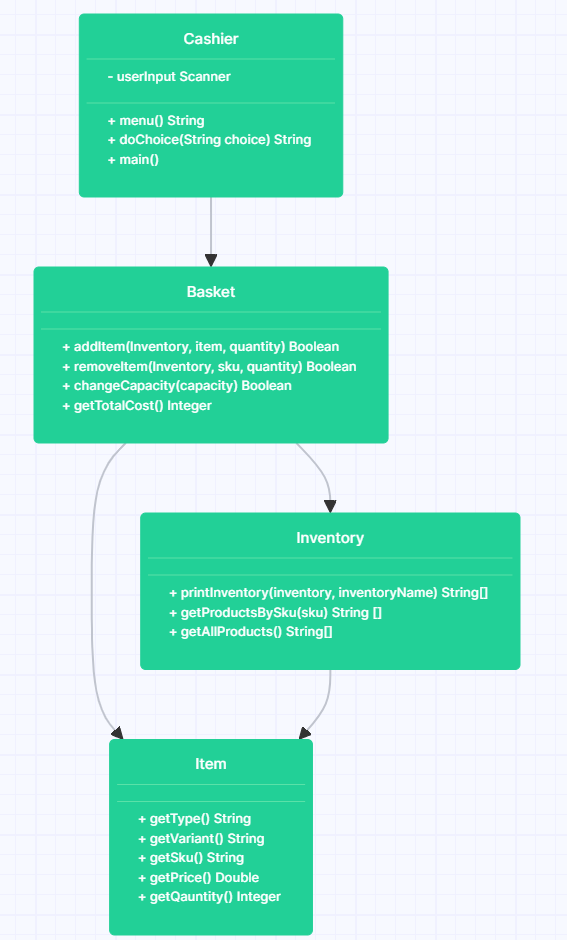 Cashier
- userInput Scanner
+ menu() String
+ doChoice(String choice) String
+ main()
Basket
+ addItem(Inventory, item, quantity) Boolean
+ removeItem(Inventory, sku, quantity) Boolean
+ changeCapacity(capacity) Boolean
+ getTotalCost() Integer
Inventory
+ printInventory(inventory, inventoryName) String[]
+ getProductsBySku(sku) String []
+ getAllProducts() String[]
Item
+ getType() String
+ getVariant() String
+ getSku() String
+ getPrice() Double
+ getQauntity() Integer